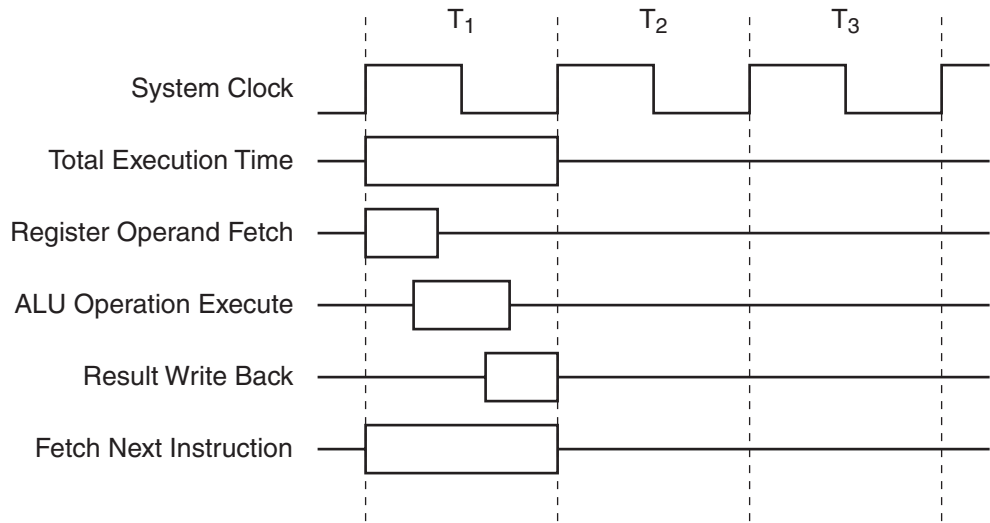 T1 T2 T3
System Clock
Total Execution Time
Register Operand Fetch
ALU Operation Execute
Result Write Back
Fetch Next Instruction